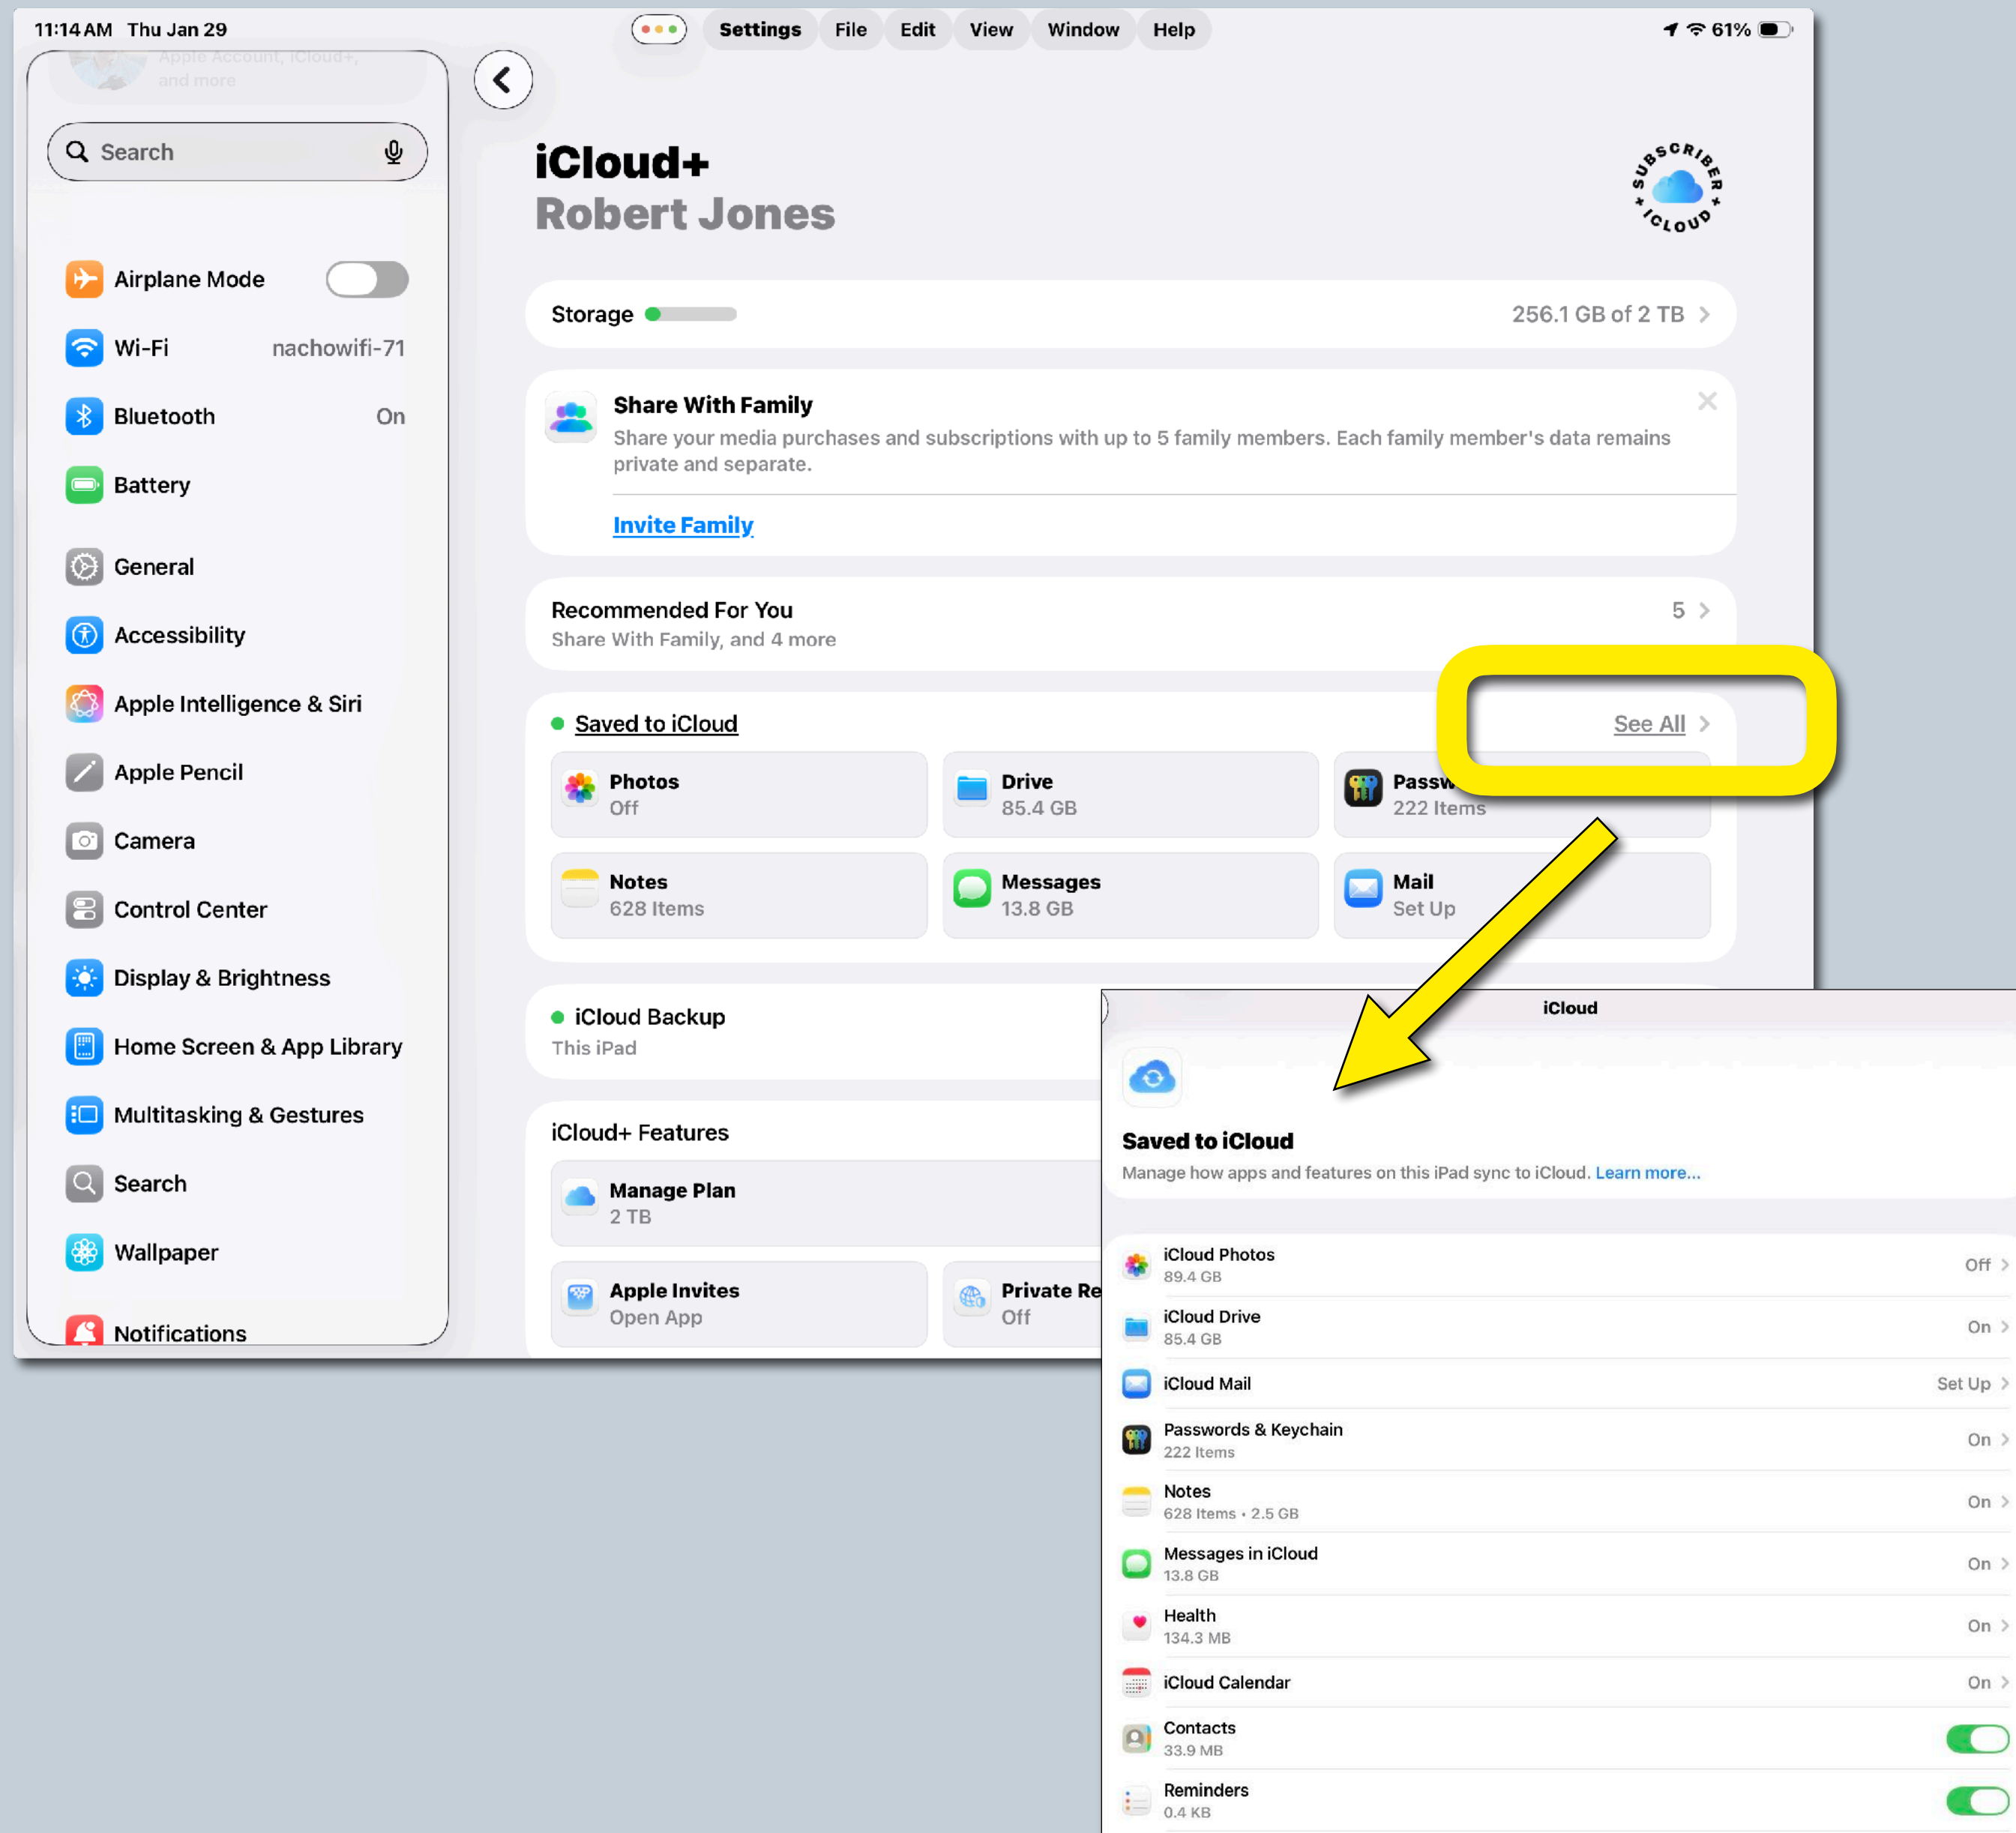 11:14 AM Thu Jan 29
Settings File Edit View Window Help
61%
Apple Account, iCloud+,
and more
Search
Airplane Mode
Wi-Fi nachowifi-71
Bluetooth On
Battery
General
Accessibility
Apple Intelligence & Siri
Apple Pencil
Camera
Control Center
Display & Brightness
Home Screen & App Library
Multitasking & Gestures
Search
Wallpaper
Notifications
iCloud+
Robert Jones
SUBSCRIBER
ICLOUD
Storage 256.1 GB of 2 TB
Share With Family
Share your media purchases and subscriptions with up to 5 family members. Each family member's data remains
private and separate.
Invite Family
Recommended For You 5
Share With Family, and 4 more
Saved to iCloud See All
Photos
Off
Drive
85.4 GB
Passw
222 Items
Notes
628 Items
Messages
13.8 GB
Mail
Set Up
iCloud Backup
This iPad
iCloud+ Features
Manage Plan
2 TB
Apple Invites
Open App
Private Re
Off
iCloud
Saved to iCloud
Manage how apps and features on this iPad sync to iCloud. Learn more...
iCloud Photos
89.4 GB
Off
iCloud Drive
85.4 GB
On
iCloud Mail Set Up
Passwords & Keychain
222 Items
On
Notes
628 Items • 2.5 GB
On
Messages in iCloud
13.8 GB
On
Health
134.3 MB
On
iCloud Calendar On
Contacts
33.9 MB
Reminders
0.4 KB